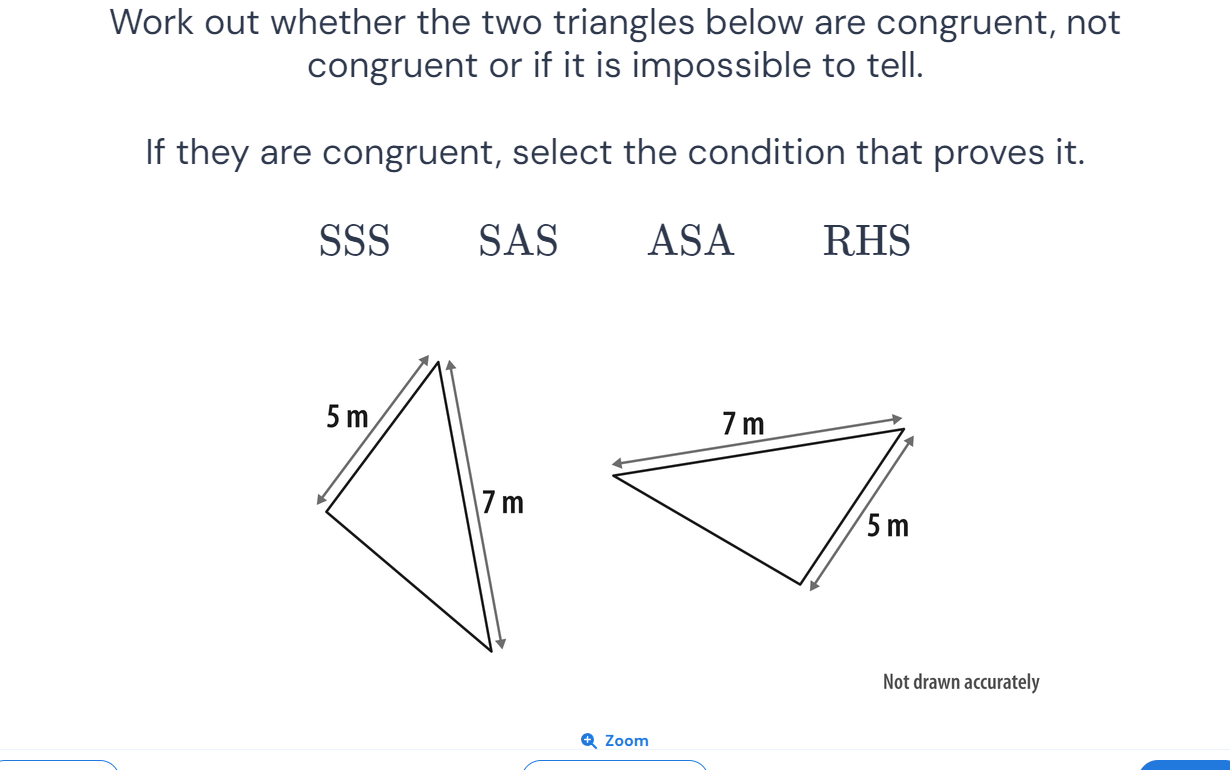 Work out whether the two triangles below are congruent, not
congruent or if it is impossible to tell.
If they are congruent, select the condition that proves it.
SSS SAS ASA RHS
5 m
7 m
7 m
5 m
Not drawn accurately
Zoom